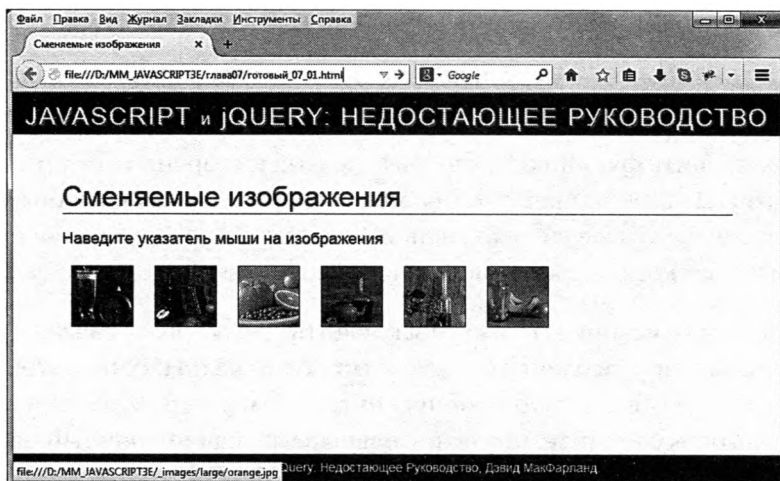 Файл Правка Вид Журнал Закладки Инструменты Справка
Сменяемые изображения × +
file:///D:/MM_JAVASCRIPT3E/глава07/готовый_07_01.html
Google
JAVASCRIPT и jQUERY: НЕДОСТАЮЩЕЕ РУКОВОДСТВО
Сменяемые изображения
Наведите указатель мыши на изображения
file:///D:/MM_JAVASCRIPT3E/_images/large/orange.jpg
Query: Недостающее Руководство, Дэвид МакФарланд